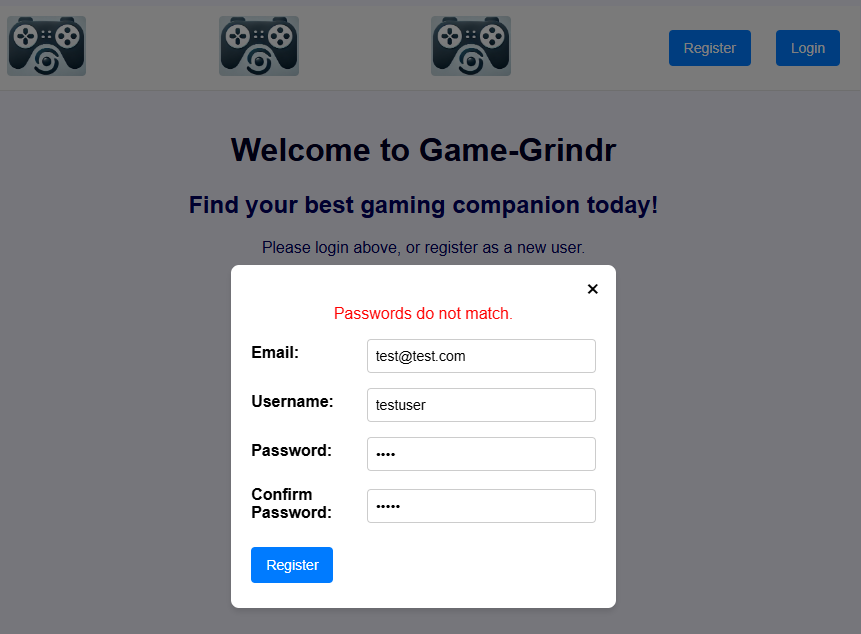 Register
Login
Welcome to Game-Grindr
Find your best gaming companion today!
Please login above, or register as a new user.
×
Passwords do not match.
Email:
test@test.com
Username:
testuser
Password:
••••
Confirm
Password:
•••••
Register